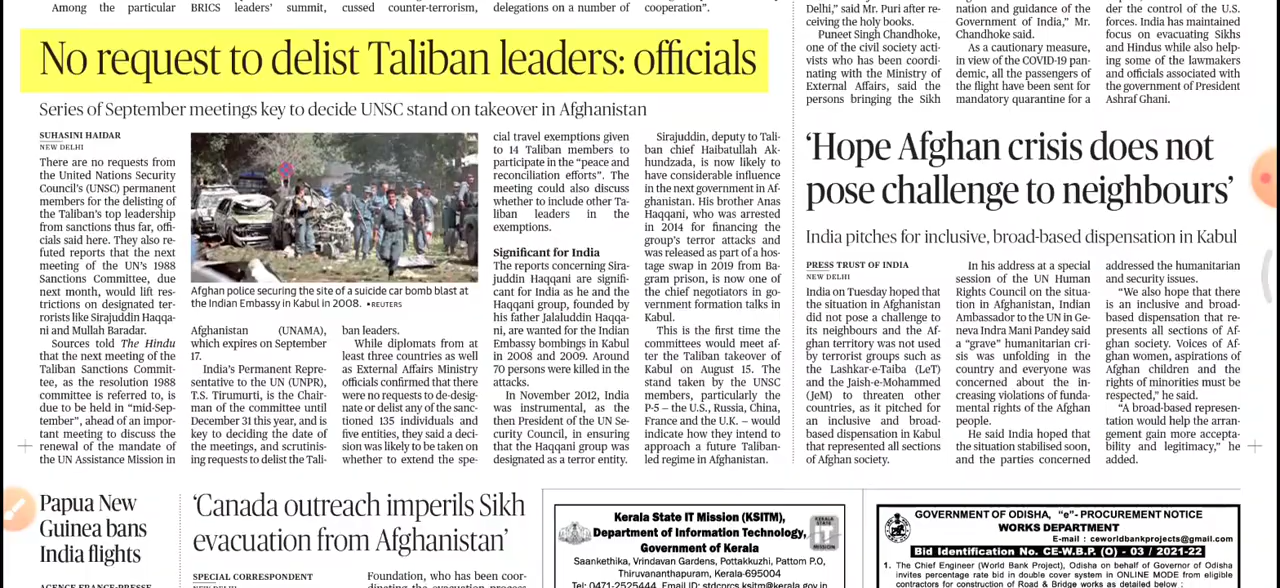 Among the particular
BRICS leaders' summit,
cussed counter-terrorism,
delegations on a number of
cooperation".
No request to delist Taliban leaders: officials
Series of September meetings key to decide UNSC stand on takeover in Afghanistan
SUHASINI HAIDAR
NEW DELHI
There are no requests from
the United Nations Security
Council's (UNSC) permanent
members for the delisting of
the Taliban's top leadership
from sanctions thus far, offi-
cials said here. They also re-
futed reports that the next
meeting of the UN's 1988
Sanctions Committee, due
next month, would lift res-
trictions on designated ter-
rorists like Sirajuddin Haqqa-
ni and Mullah Baradar.
Sources told The Hindu
that the next meeting of the
Taliban Sanctions Commit-
tee, as the resolution 1988
committee is referred to, is
due to be held in "mid-Sep-
tember", ahead of an impor-
tant meeting to discuss the
renewal of the mandate of
the UN Assistance Mission in
Afghan police securing the site of a suicide car bomb blast at
the Indian Embassy in Kabul in 2008. ▪REUTERS
Afghanistan (UNAMA),
which expires on September
17.
India's Permanent Repre-
sentative to the UN (UNPR),
T.S. Tirumurti, is the Chair-
man of the committee until
December 31 this year, and is
key to deciding the date of
the meetings, and scrutinis-
ing requests to delist the Tali-
ban leaders.
While diplomats from at
least three countries as well
as External Affairs Ministry
officials confirmed that there
were no requests to de-desig-
nate or delist any of the sanc-
tioned 135 individuals and
five entities, they said a deci-
sion was likely to be taken on
whether to extend the spe-
cial travel exemptions given
to 14 Taliban members to
participate in the "peace and
reconciliation efforts". The
meeting could also discuss
whether to include other Ta-
liban leaders in the
exemptions.
Significant for India
The reports concerning Sira-
juddin Haqqani are signifi-
cant for India as he and the
Haqqani group, founded by
his father Jalaluddin Haqqa-
ni, are wanted for the Indian
Embassy bombings in Kabul
in 2008 and 2009. Around
70 persons were killed in the
attacks.
In November 2012, India
was instrumental, as the
then President of the UN Se-
curity Council, in ensuring
that the Haqqani group was
designated as a terror entity.
Sirajuddin, deputy to Tali-
ban chief Haibatullah Ak-
hundzada, is now likely to
have considerable influence
in the next government in Af-
ghanistan. His brother Anas
Haqqani, who was arrested
in 2014 for financing the
group's terror attacks and
was released as part of a hos-
tage swap in 2019 from Ba-
gram prison, is now one of
the chief negotiators in go-
vernment formation talks in
Kabul.
This is the first time the
committees would meet af-
ter the Taliban takeover of
Kabul on August 15. The
stand taken by the UNSC
members, particularly the
P-5 – the U.S., Russia, China,
France and the U.K. – would
indicate how they intend to
approach a future Taliban-
led regime in Afghanistan.
Delhi," said Mr. Puri after re-
ceiving the holy books.
Puneet Singh Chandhoke,
one of the civil society acti-
vists who has been coordi-
nating with the Ministry of
External Affairs, said the
persons bringing the Sikh
nation and guidance of the
Government of India," Mr.
Chandhoke said.
As a cautionary measure,
in view of the COVID-19 pan-
demic, all the passengers of
the flight have been sent for
mandatory quarantine for a
der the control of the U.S.
forces. India has maintained
focus on evacuating Sikhs
and Hindus while also help-
ing some of the lawmakers
and officials associated with
the government of President
Ashraf Ghani.
'Hope Afghan crisis does not
pose challenge to neighbours'
India pitches for inclusive, broad-based dispensation in Kabul
PRESS TRUST OF INDIA
NEW DELHI
India on Tuesday hoped that
the situation in Afghanistan
did not pose a challenge to
its neighbours and the Af-
ghan territory was not used
by terrorist groups such as
the Lashkar-e-Taiba (LeT)
and the Jaish-e-Mohammed
(JeM) to threaten other
countries, as it pitched for
an inclusive and broad-
based dispensation in Kabul
that represented all sections
of Afghan society.
In his address at a special
session of the UN Human
Rights Council on the situa-
tion in Afghanistan, Indian
Ambassador to the UN in Ge-
neva Indra Mani Pandey said
a "grave" humanitarian cri-
sis was unfolding in the
country and everyone was
concerned about the in-
creasing violations of funda-
mental rights of the Afghan
people.
He said India hoped that
the situation stabilised soon,
and the parties concerned
addressed the humanitarian
and security issues.
"We also hope that there
is an inclusive and broad-
based dispensation that re-
presents all sections of Af-
ghan society. Voices of Af-
ghan women, aspirations of
Afghan children and the
rights of minorities must be
respected," he said.
"A broad-based represen-
tation would help the arran-
gement gain more accepta-
bility and legitimacy," he
added.
Papua New
Guinea bans
India flights
AGENCE FRANCE-PRESSE
'Canada outreach imperils Sikh
evacuation from Afghanistan'
SPECIAL CORRESPONDENT
Foundation, who has been coor-
Kerala State IT Mission (KSITM),
Department of Information Technology,
Government of Kerala
Saankethika, Vrindavan Gardens, Pottakkuzhi, Pattom P.O,
Thiruvananthapuram, Kerala-695004
Tel: 0471-2525444, Email ID: stdcnrcs.ksitm@kerala.gov.in
KERALA
STATE
IT
MISSION
GOVERNMENT OF ODISHA, "e"- PROCUREMENT NOTICE
WORKS DEPARTMENT
E-mail : ceworldbankprojects@gmail.com
Bid Identification No. CE-W.B.P. (O) - 03 / 2021-22
1. The Chief Engineer (World Bank Project), Odisha on behalf of Governor of Odisha
invites percentage rate bid in double cover system in ONLINE MODE from eligible
contractors for construction of Road & Bridge works as detailed below :